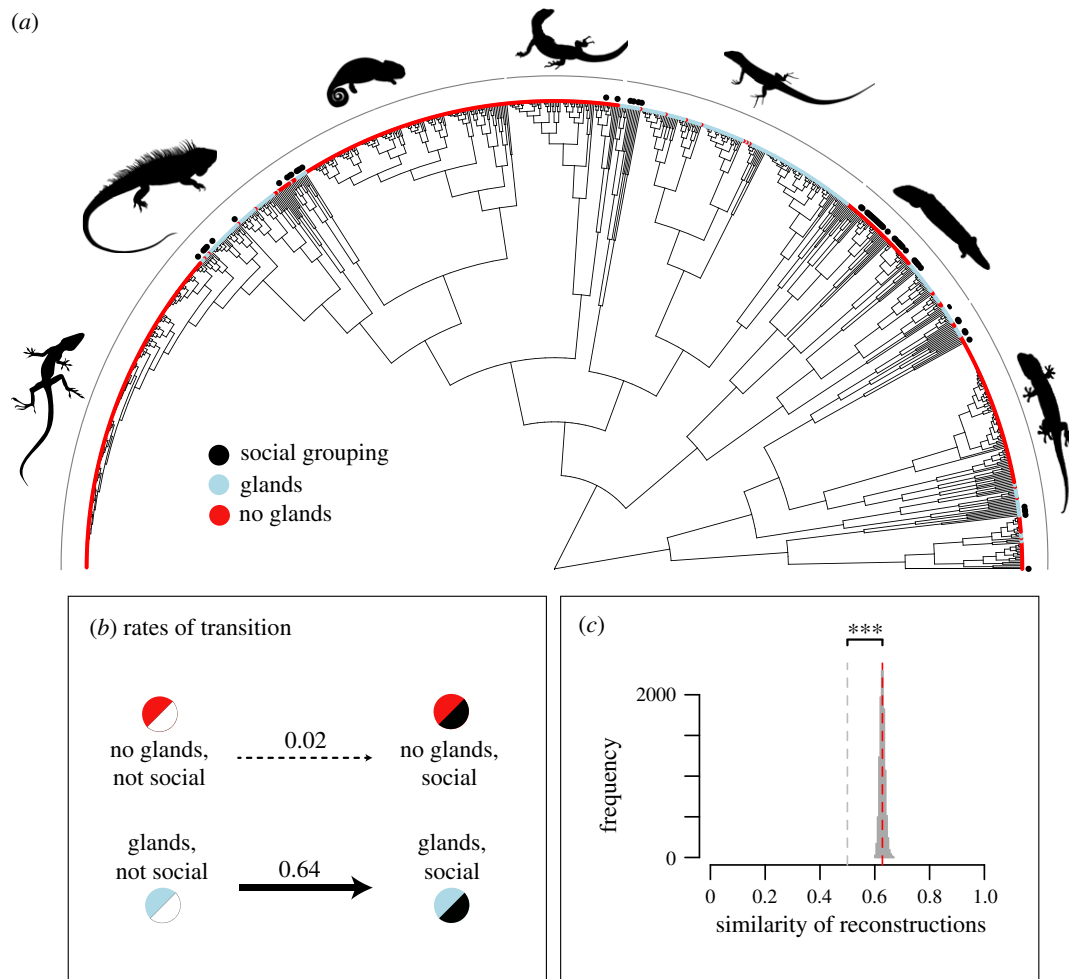 (a)
social grouping
glands
no glands
(b) rates of transition
no glands,
not social
0.02
no glands,
social
glands,
not social
0.64
glands,
social
(c)
***
2000
0
frequency
0 0.2 0.4 0.6 0.8 1.0
similarity of reconstructions